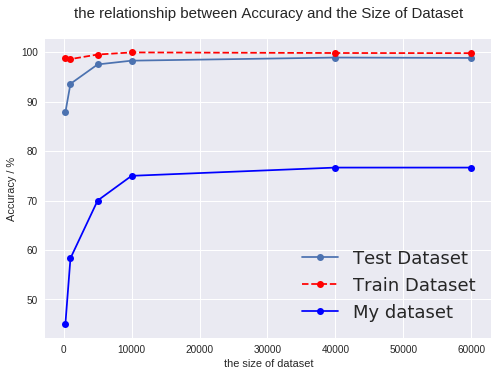 the relationship between Accuracy and the Size of Dataset
100
90
80
70
60
50
Accuracy / %
Test Dataset
Train Dataset
My dataset
0 10000 20000 30000 40000 50000 60000
the size of dataset